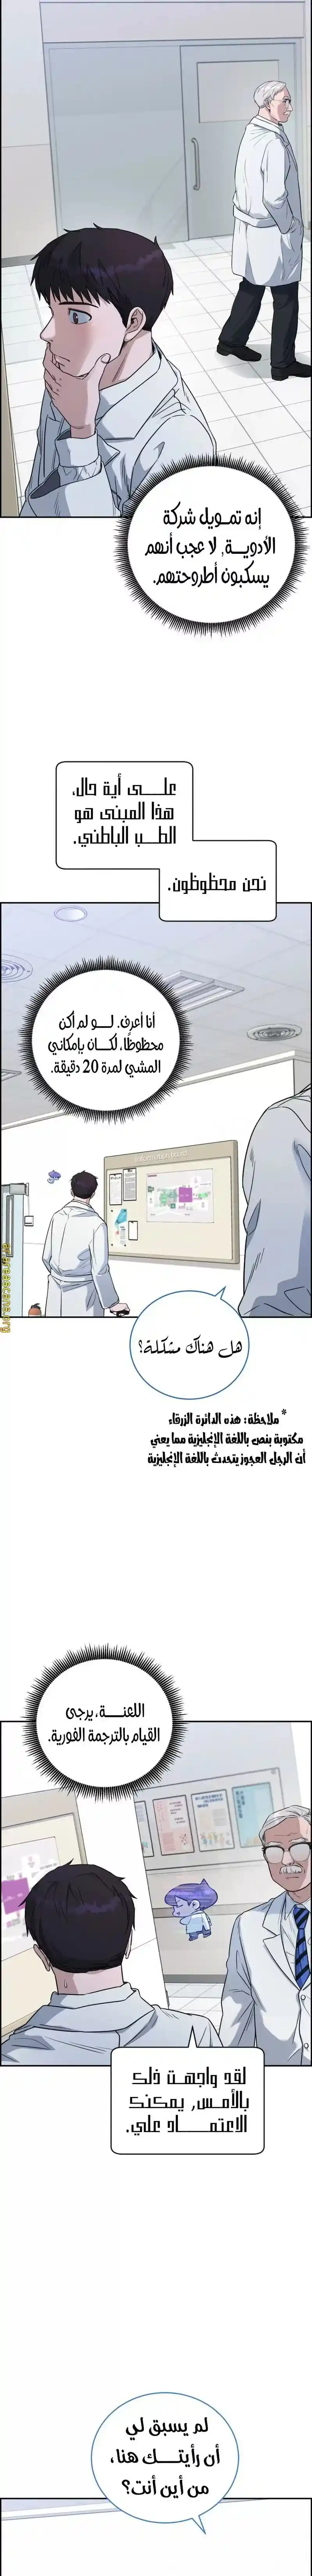 إنه تمويل شركة
الأدوية, لا عجب أنهم
يسكبون أطروحتهم.
على أية حال,
هذا المبنى هو
الطب الباطني.
نحن محظوظون.
أنا أعرف. لو لم أكن
محظوظًا, لكان بإمكاني
المشي لمدة 20 دقيقة.
هل هناك مشكلة؟
* ملاحظة: هذه الدائرة الزرقاء
مكتوبة بنص باللغة الإنجليزية مما يعني
أن الرجل العجوز يتحدث باللغة الإنجليزية
اللعنة, يرجى
القيام بالترجمة الفورية.
لقد واجهت ذلك
بالأمس, يمكنك
الاعتماد علي.
لم يسبق لي
أن رأيتك هنا,
من أين أنت؟